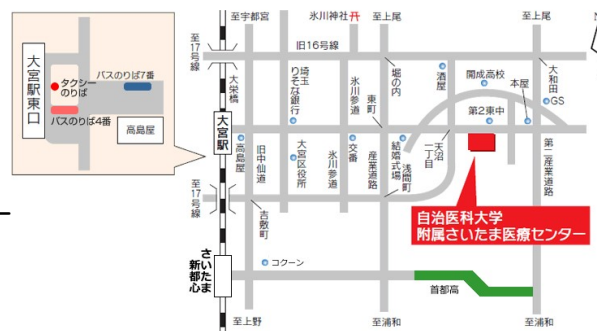 大宮駅東口
タクシー
のりば
バスのりば7番
バスのりば4番
高島屋
至宇都宮
氷川神社
至上尾
至上尾
至17号線
旧16号線
大栄橋
埼玉りそな銀行
氷川参道
堀の内
東町
酒屋
開成高校
本屋
大和田
GS
第2東中
大宮駅
高島屋
旧中仙道
大宮区役所
氷川参道
交番
産業道路
結婚式場
浅間町
天沼一丁目
第二産業道路
至17号線
吉敷町
自治医科大学
附属さいたま医療センター
さいたま
新都心
コクーン
首都高
至上野
至浦和
至浦和